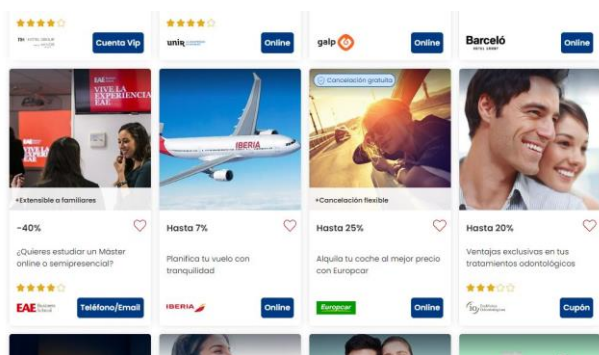 Cuenta Vip
unir
Online
galp
Online
Barceló
HOTEL GROUP
Online
EAE
VIVE LA
EXPERIENCIA
EAE
+Extensible a familiares
IBERIA
Cancelación gratuita
+Cancelación flexible
-40%
Hasta 7%
Hasta 25%
Hasta 20%
¿Quieres estudiar un Máster
online o semipresencial?
Planifica tu vuelo con
tranquilidad
Alquila tu coche al mejor precio
con Europcar
Ventajas exclusivas en tus
tratamientos odontológicos
EAE Business
School
Teléfono/Email
IBERIA
Online
Europcar
Online
Cupón